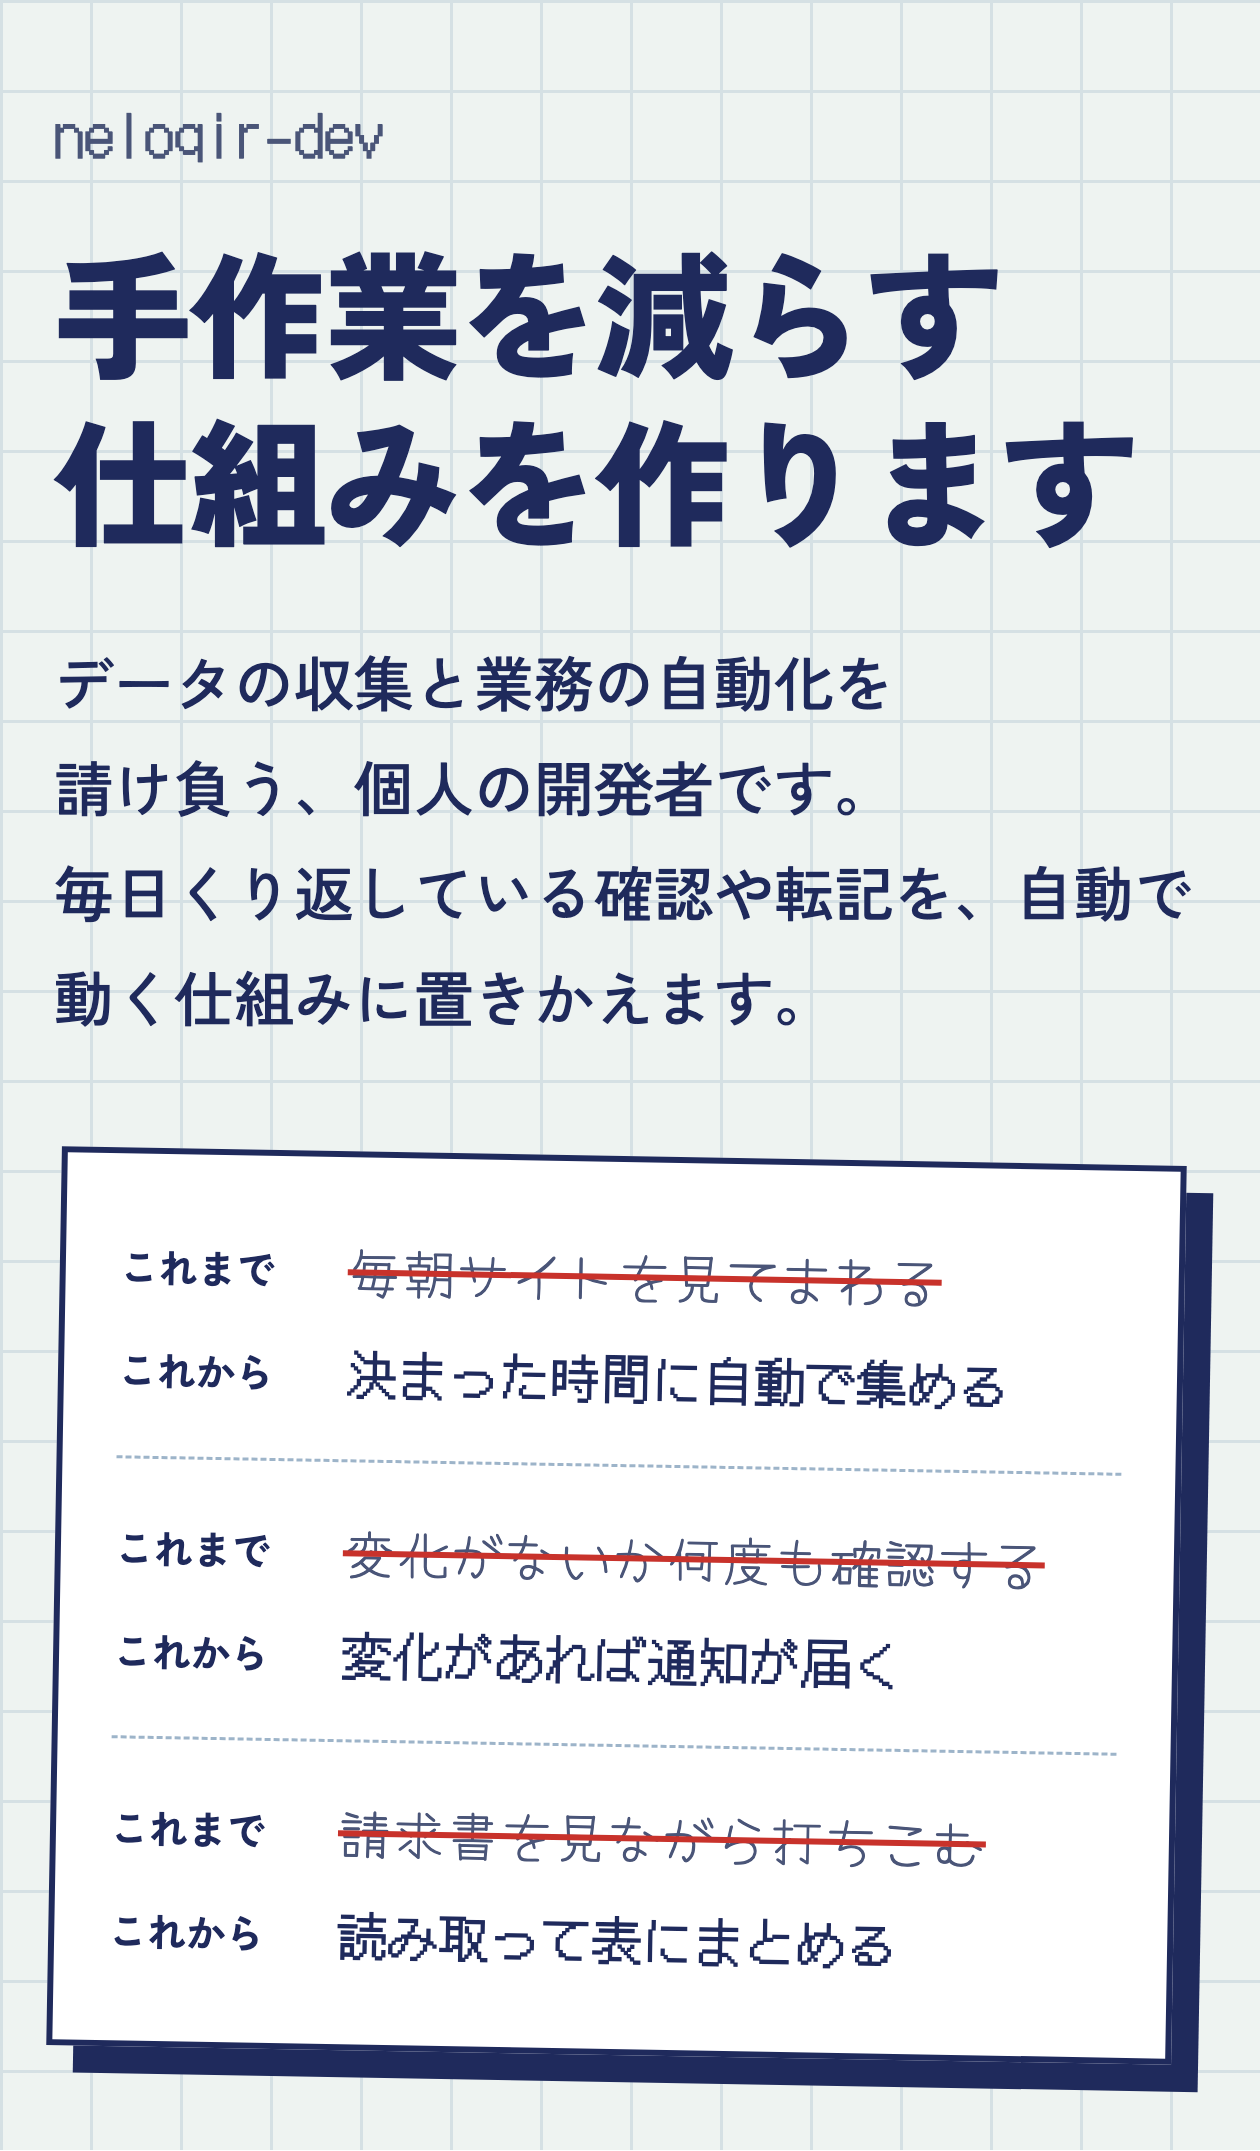 neloqir-dev
手作業を減らす
仕組みを作ります
データの収集と業務の自動化を
請け負う、個人の開発者です。
毎日くり返している確認や転記を、自動で
動く仕組みに置きかえます。
これまで 毎朝サイトを見てまわる
これから 決まった時間に自動で集める
これまで 変化がないか何度も確認する
これから 変化があれば通知が届く
これまで 請求書を見ながら打ちこむ
これから 読み取って表にまとめる